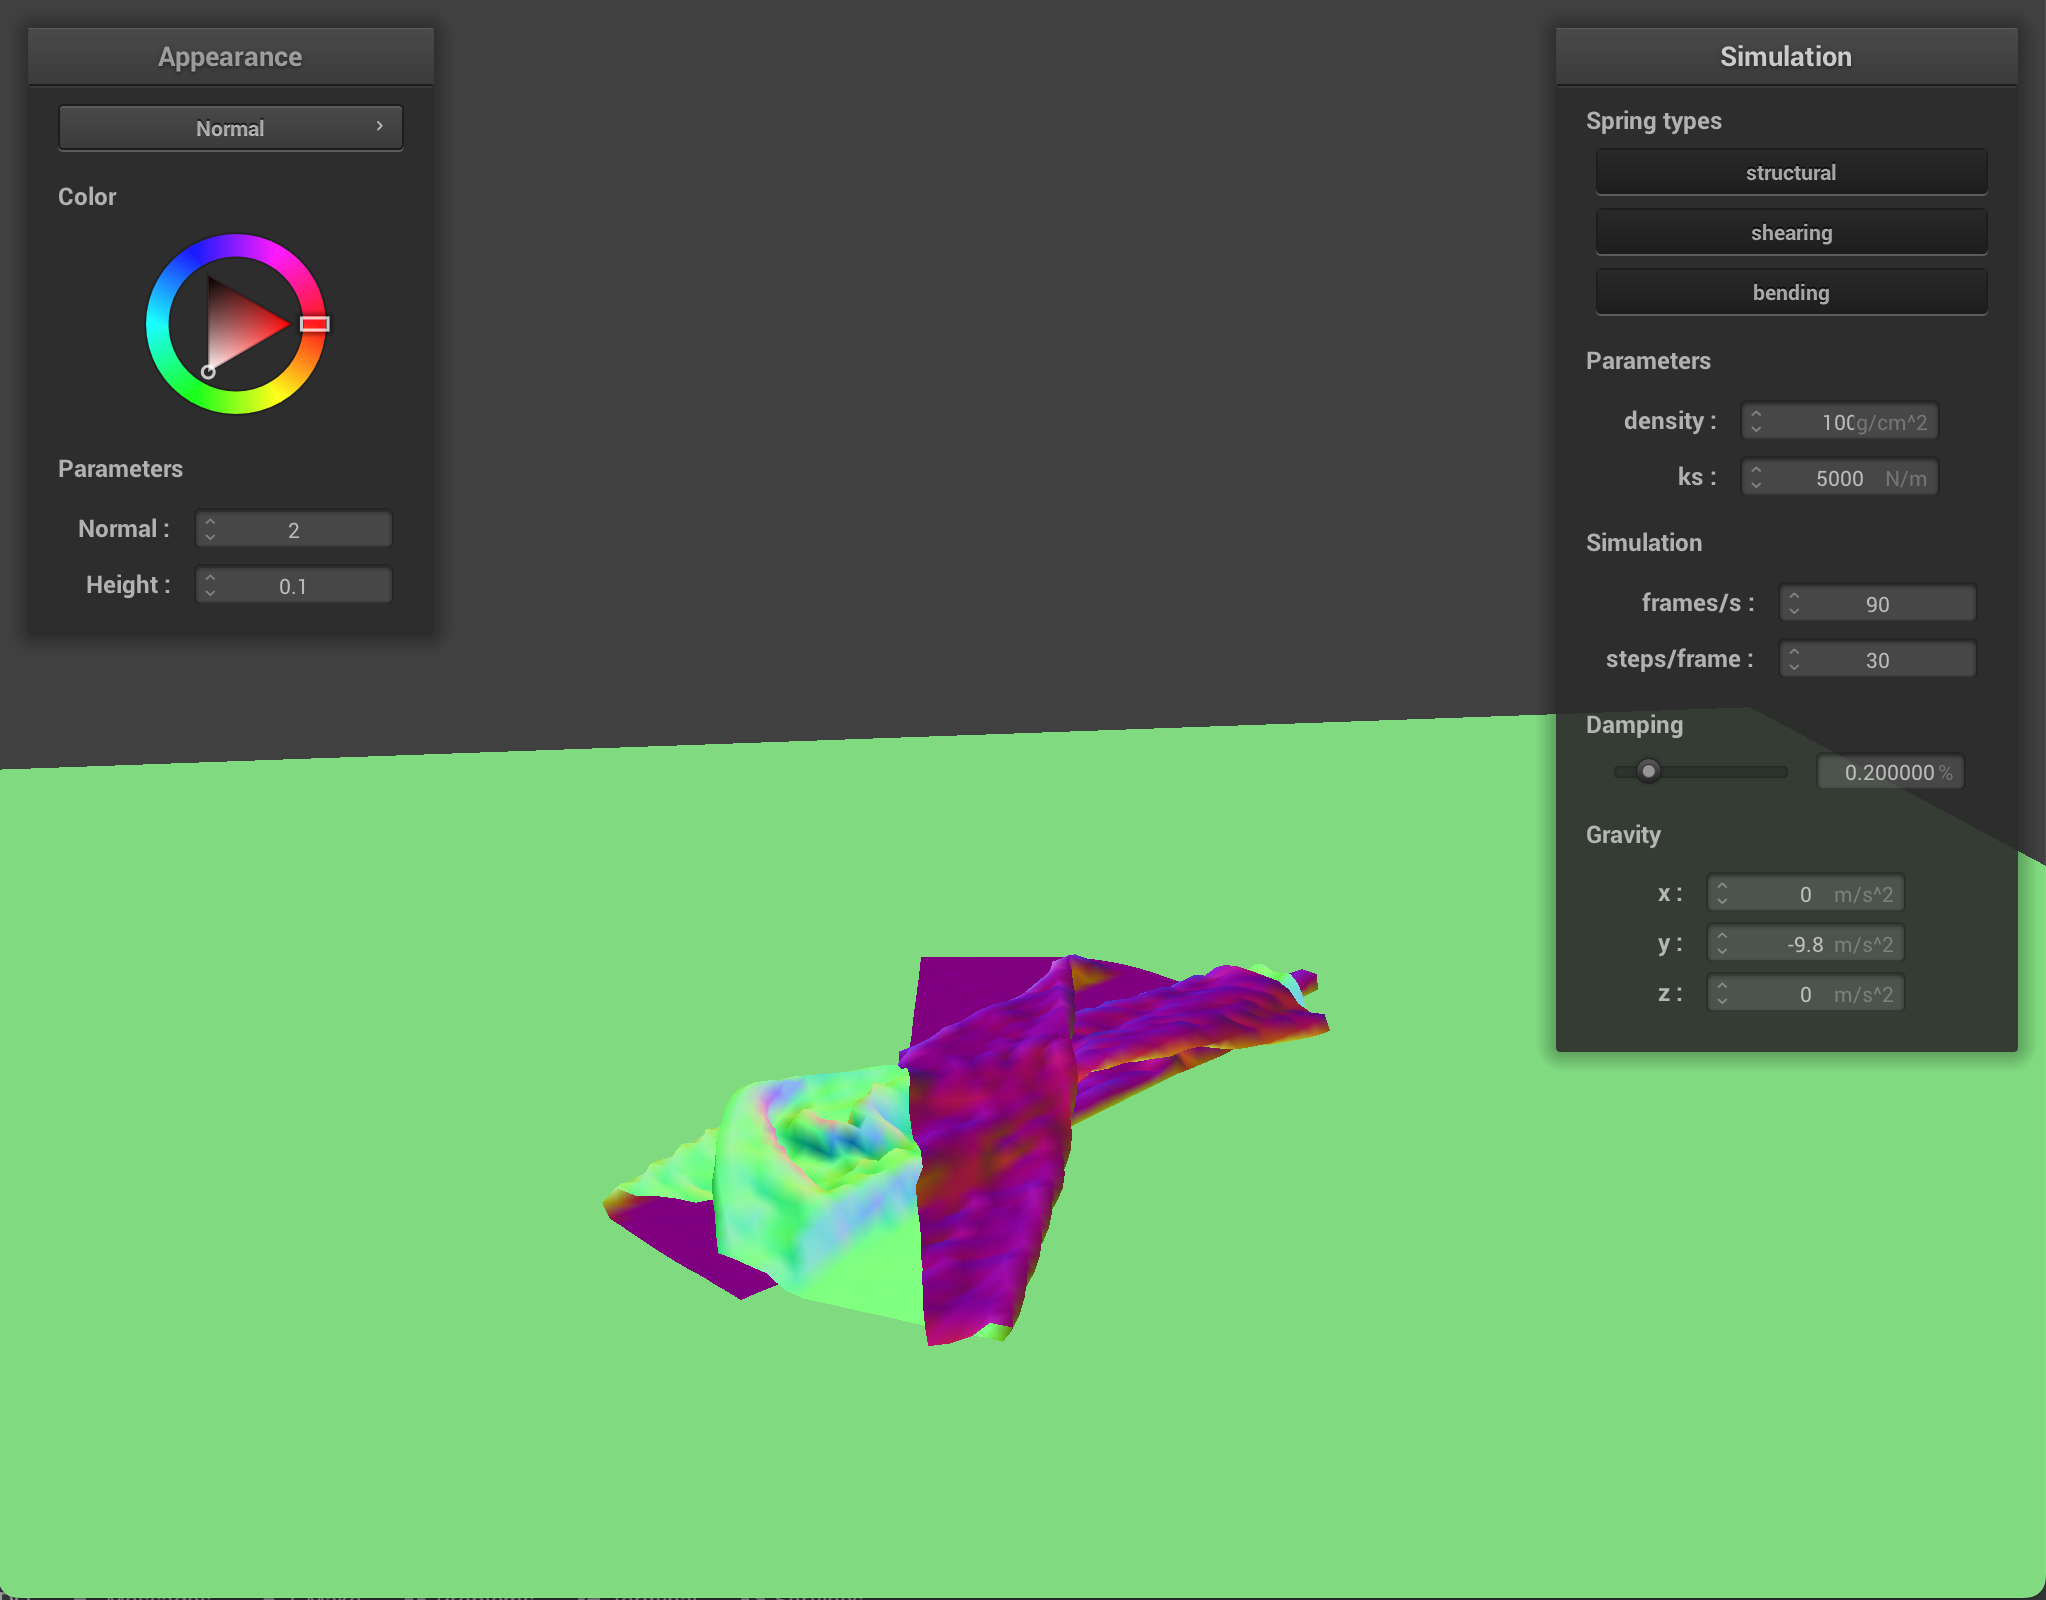 Appearance
Normal
Color
Parameters
Normal : 2
Height : 0.1
Simulation
Spring types
structural
shearing
bending
Parameters
density : 100 g/cm^2
ks : 5000 N/m
Simulation
frames/s : 90
steps/frame : 30
Damping
0.200000 %
Gravity
x : 0 m/s^2
y : -9.8 m/s^2
z : 0 m/s^2